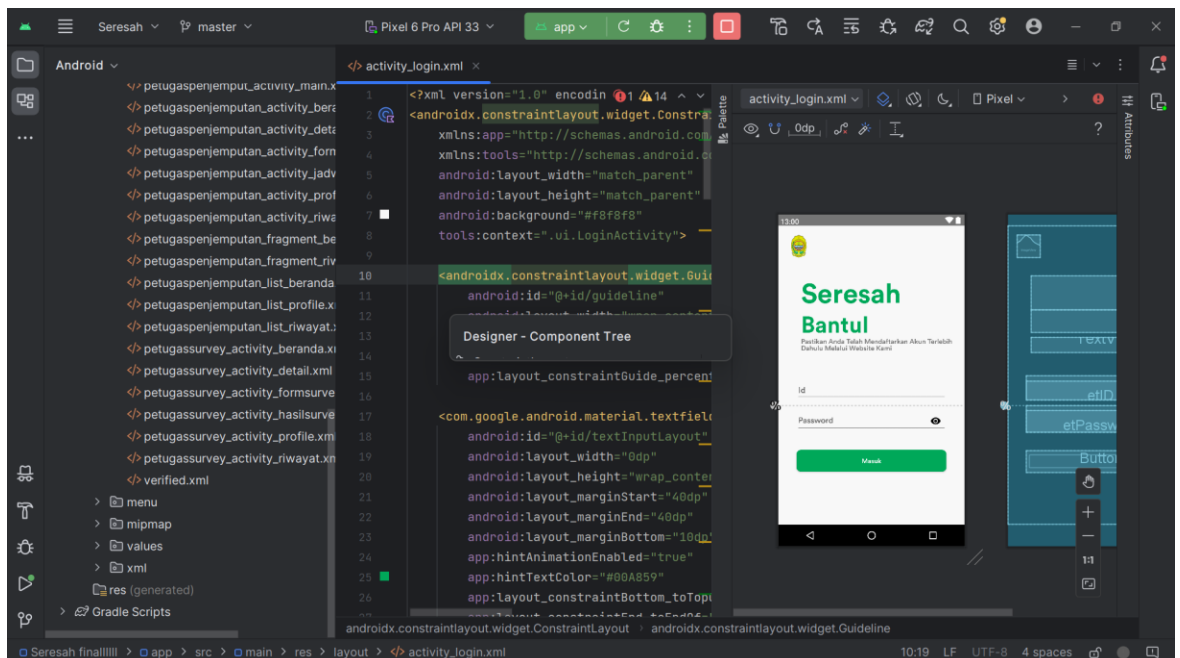 Seresah
master
Pixel 6 Pro API 33
app
Android
activity_login.xml
petugaspenjemput_activity_main.x
petugaspenjemputan_activity_bera
petugaspenjemputan_activity_deta
petugaspenjemputan_activity_form
petugaspenjemputan_activity_jadw
petugaspenjemputan_activity_prof
petugaspenjemputan_activity_riwa
petugaspenjemputan_fragment_be
petugaspenjemputan_fragment_riv
petugaspenjemputan_list_beranda
petugaspenjemputan_list_profile.x
petugaspenjemputan_list_riwayat.
petugassurvey_activity_beranda.x
petugassurvey_activity_detail.xml
petugassurvey_activity_formsurve
petugassurvey_activity_hasilsurve
petugassurvey_activity_profile.xm
petugassurvey_activity_riwayat.xn
verified.xml
menu
mipmap
values
xml
res (generated)
Gradle Scripts
1 <?xml version="1.0" encodin 1 14
2 <androidx.constraintlayout.widget.Constra
3 xmlns:app="http://schemas.android.com
4 xmlns:tools="http://schemas.android.c
5 android:layout_width="match_parent"
6 android:layout_height="match_parent"
7 android:background="#f8f8f8"
8 tools:context=".ui.LoginActivity">
9
10 <androidx.constraintlayout.widget.Guid
11 android:id="@+id/guideline"
12
13
14
15 app:layout_constraintGuide_percent
16
17 <com.google.android.material.textfield
18 android:id="@+id/textInputLayout"
19 android:layout_width="0dp"
20 android:layout_height="wrap_conten
21 android:layout_marginStart="40dp"
22 android:layout_marginEnd="40dp"
23 android:layout_marginBottom="10dp"
24 app:hintAnimationEnabled="true"
25 app:hintTextColor="#00A859"
26 app:layout_constraintBottom_toTop
Designer - Component Tree
Palette
activity_login.xml
Pixel
0dp
?
Attributes
13:00
Seresah
Bantul
Pastikan Anda Telah Mendaftarkan Akun Terlebih
Dahulu Melalui Website Kami
Id
Password
Masuk
TextV
etID
etPassw
Button
1:1
androidx.constraintlayout.widget.ConstraintLayout > androidx.constraintlayout.widget.Guideline
Seresah finallllll > app > src > main > res > layout > activity_login.xml
10:19 LF UTF-8 4 spaces